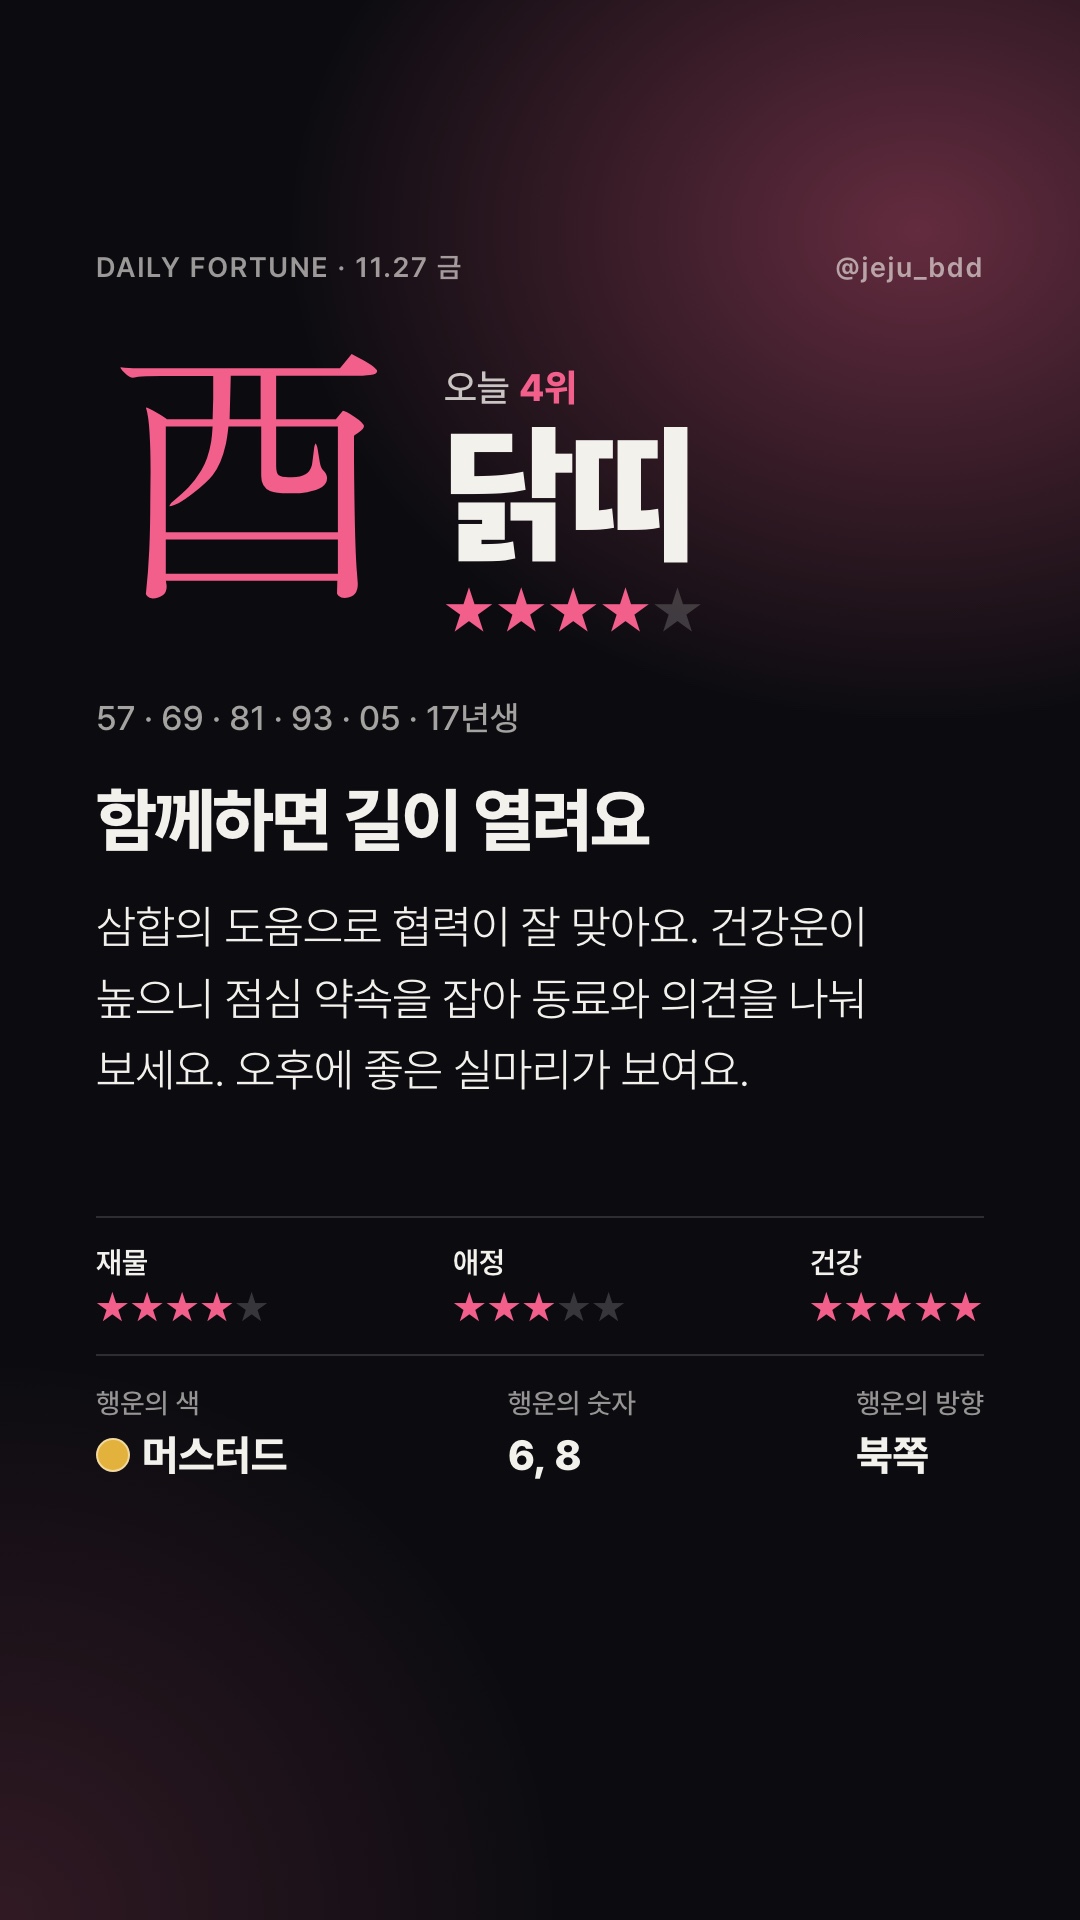 DAILY FORTUNE · 11.27 금
@jeju_bdd
酉
오늘 4위
닭띠
★★★★★
57 · 69 · 81 · 93 · 05 · 17년생
함께하면 길이 열려요
삼합의 도움으로 협력이 잘 맞아요. 건강운이
높으니 점심 약속을 잡아 동료와 의견을 나눠
보세요. 오후에 좋은 실마리가 보여요.
재물
★★★★★
애정
★★★★★
건강
★★★★★
행운의 색
머스터드
행운의 숫자
6, 8
행운의 방향
북쪽